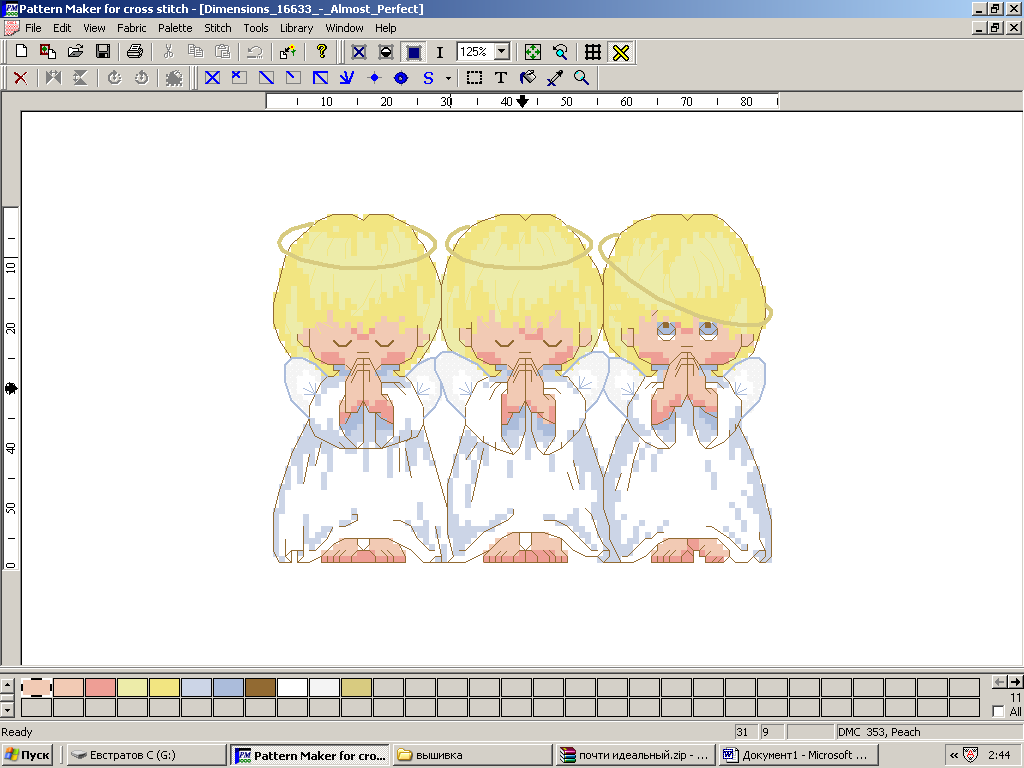 Pattern Maker for cross stitch - [Dimensions_16633_-_Almost_Perfect]
File Edit View Fabric Palette Stitch Tools Library Window Help
125%
10 20 30 40 50 60 70 80
10
20
40
50
0
11
All
Ready 31 9 DMC 353, Peach
Пуск Евстратов С (G:) Pattern Maker for cro... вышивка почти идеальный.zip - ... Документ1 - Microsoft ... 2:44